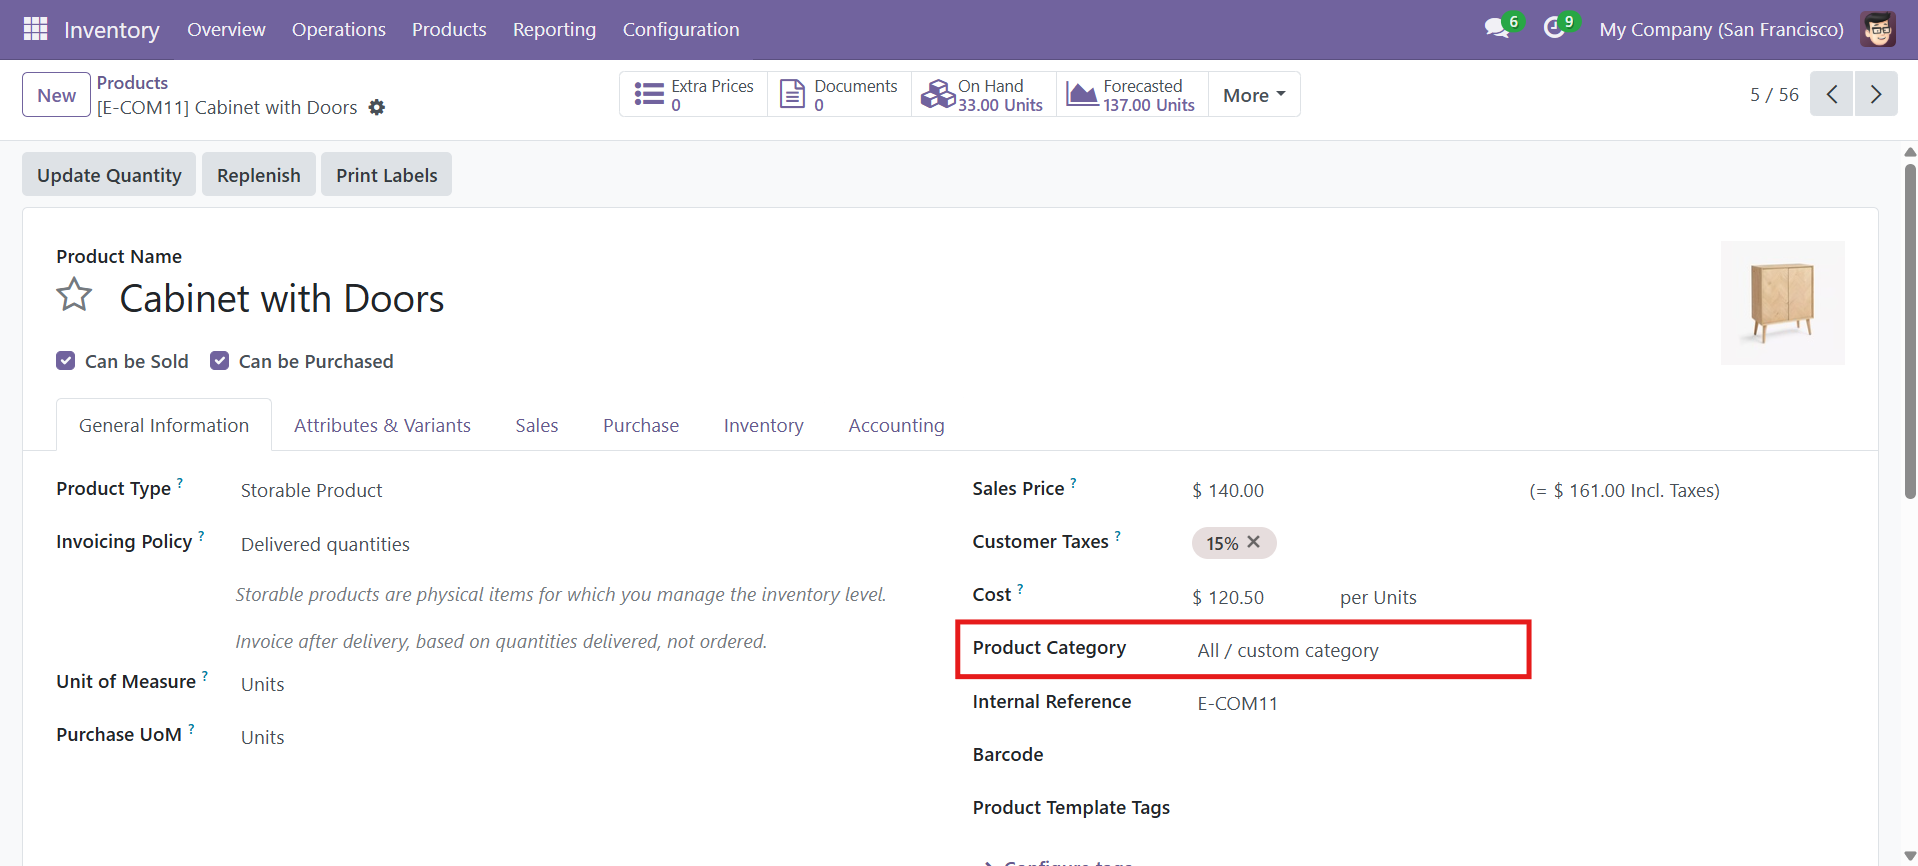 Inventory Overview Operations Products Reporting Configuration 6 9 My Company (San Francisco)
New Products
[E-COM11] Cabinet with Doors
Extra Prices
0
Documents
0
On Hand
33.00 Units
Forecasted
137.00 Units
More
5 / 56
Update Quantity Replenish Print Labels
Product Name
Cabinet with Doors
Can be Sold Can be Purchased
General Information Attributes & Variants Sales Purchase Inventory Accounting
Product Type ? Storable Product
Invoicing Policy ? Delivered quantities
Storable products are physical items for which you manage the inventory level.
Invoice after delivery, based on quantities delivered, not ordered.
Unit of Measure ? Units
Purchase UoM ? Units
Sales Price ? $ 140.00 (= $ 161.00 Incl. Taxes)
Customer Taxes ? 15% ×
Cost ? $ 120.50 per Units
Product Category All / custom category
Internal Reference E-COM11
Barcode
Product Template Tags
Configure tags